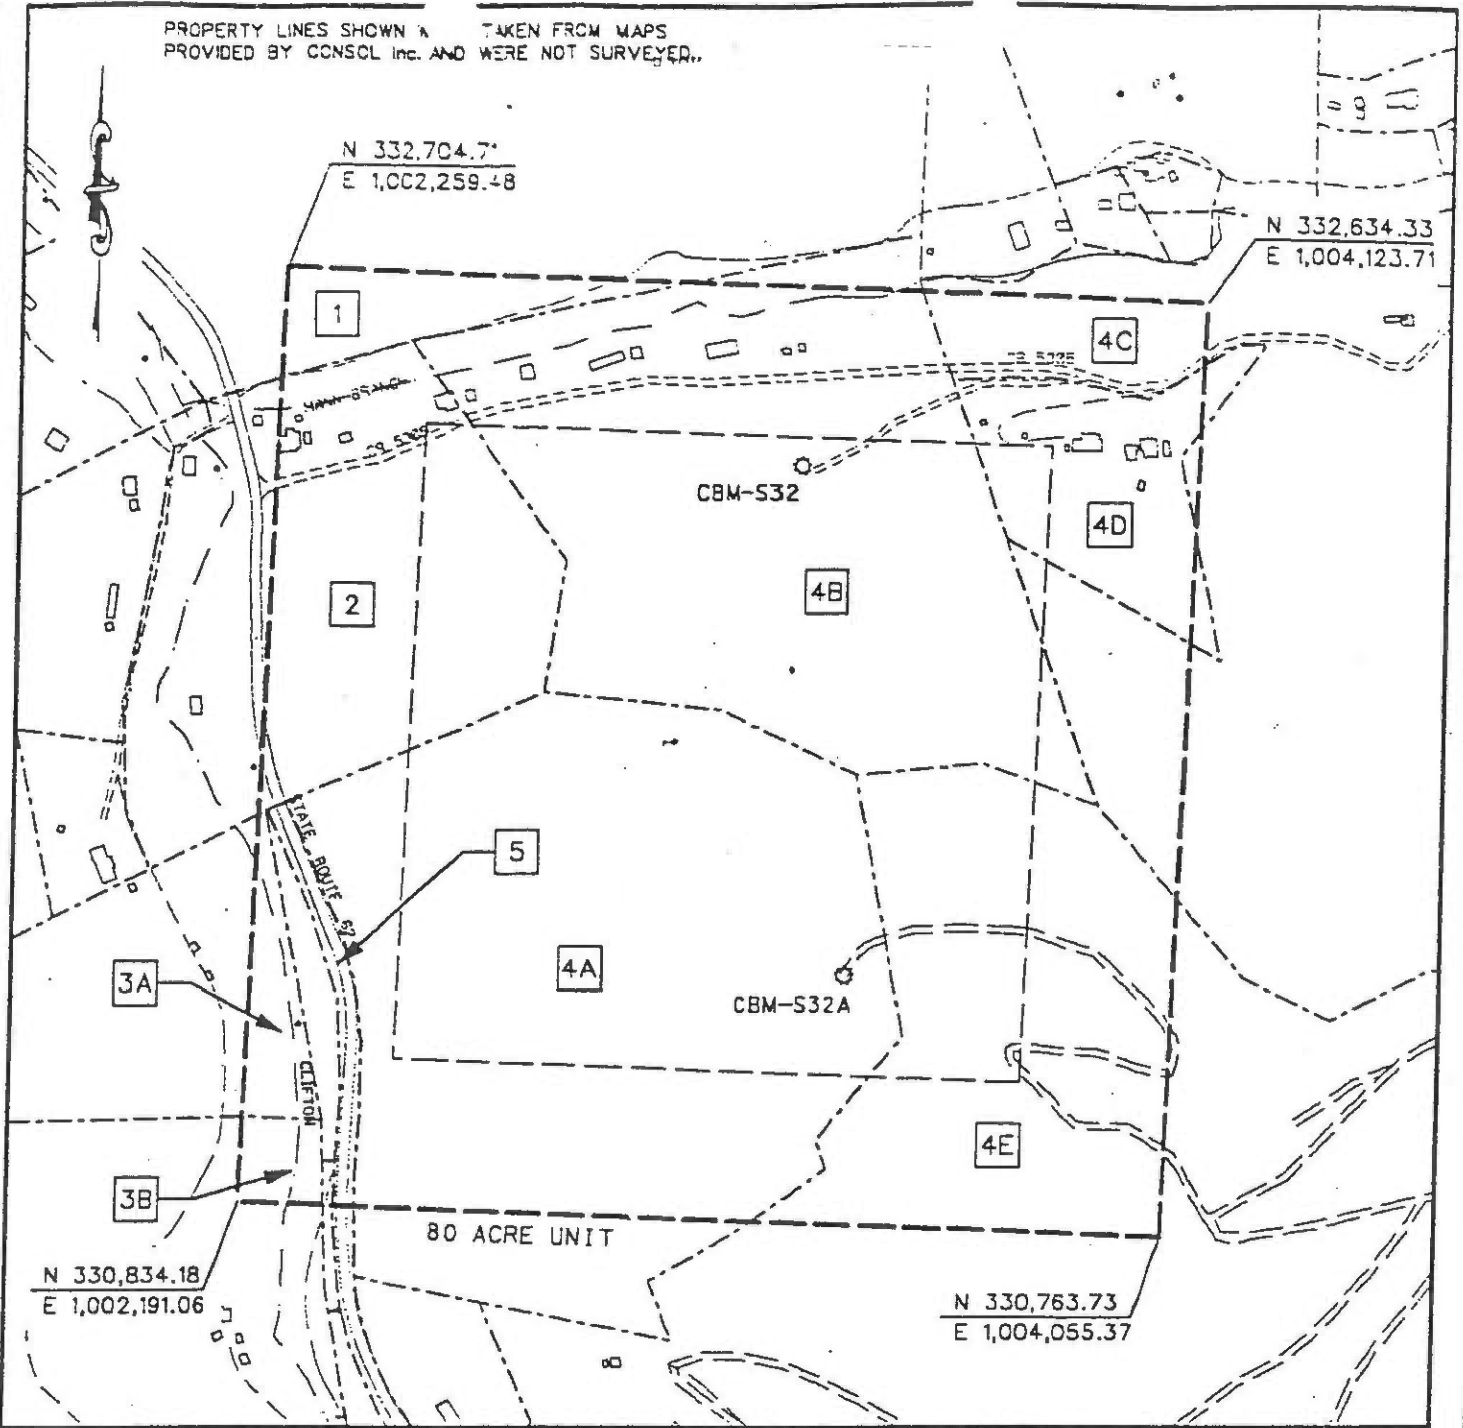 PROPERTY LINES SHOWN TAKEN FROM MAPS
PROVIDED BY CONSOL Inc. AND WERE NOT SURVEYED.
N 332,704.7
E 1,002,259.48
N 332,634.33
E 1,004,123.71
1
4C
CBM-S32
4D
2
4B
STATE ROUTE
5
4A
3A
CBM-S32A
CLIFTON
4E
3B
80 ACRE UNIT
N 330,834.18
E 1,002,191.06
N 330,763.73
E 1,004,055.37